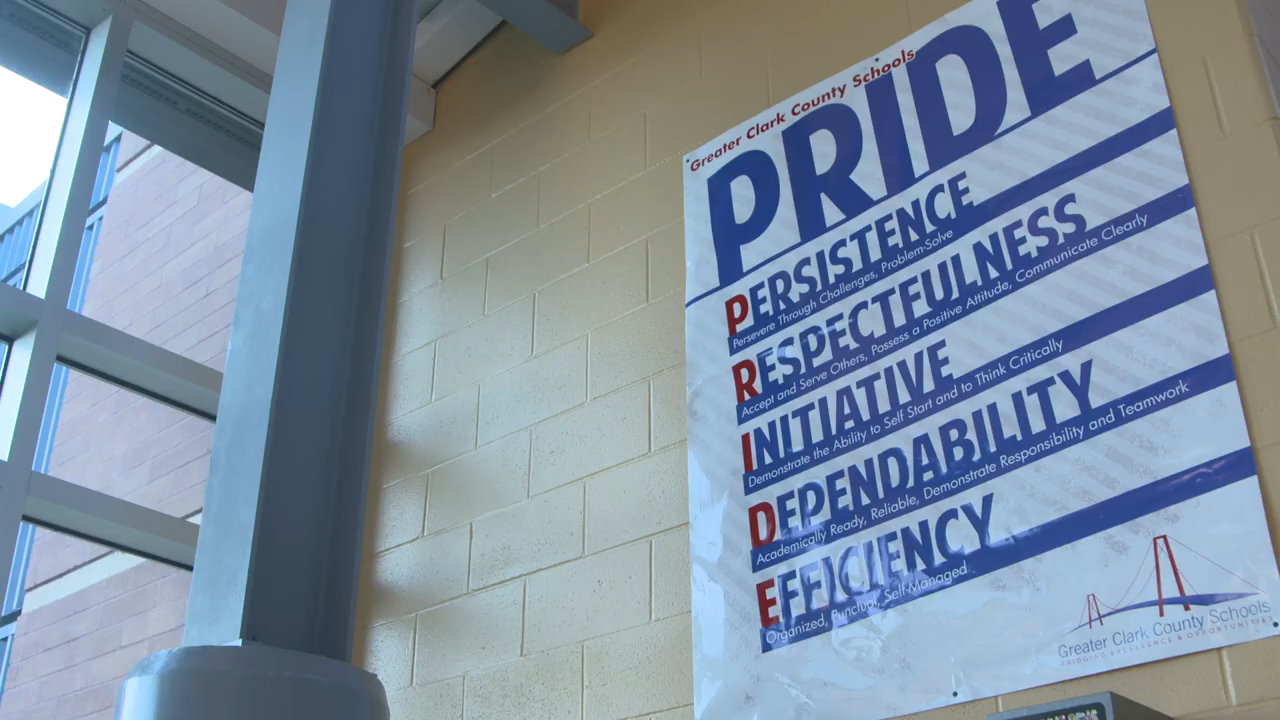 Greater Clark County Schools
PRIDE
PERSISTENCE
Persevere Through Challenges, Problem-Solve
RESPECTFULNESS
Accept and Serve Others, Possess a Positive Attitude, Communicate Clearly
INITIATIVE
Demonstrate the Ability to Self Start and to Think Critically
DEPENDABILITY
Academically Ready, Reliable, Demonstrate Responsibility and Teamwork
EFFICIENCY
Organized, Punctual, Self-Managed
Greater Clark County Schools
BRIDGING EXCELLENCE & OPPORTUNITIES